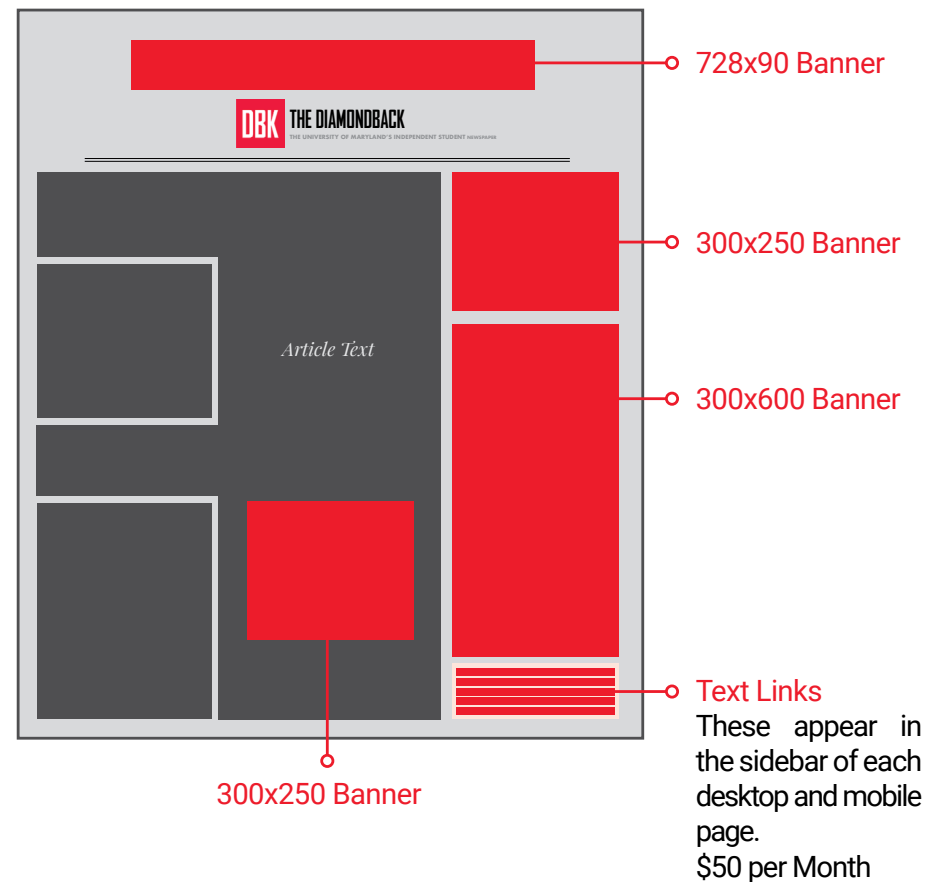 728x90 Banner
DBK THE DIAMONDBACK
THE UNIVERSITY OF MARYLAND'S INDEPENDENT STUDENT NEWSPAPER
300x250 Banner
Article Text
300x600 Banner
Text Links
These appear in
the sidebar of each
desktop and mobile
page.
$50 per Month
300x250 Banner